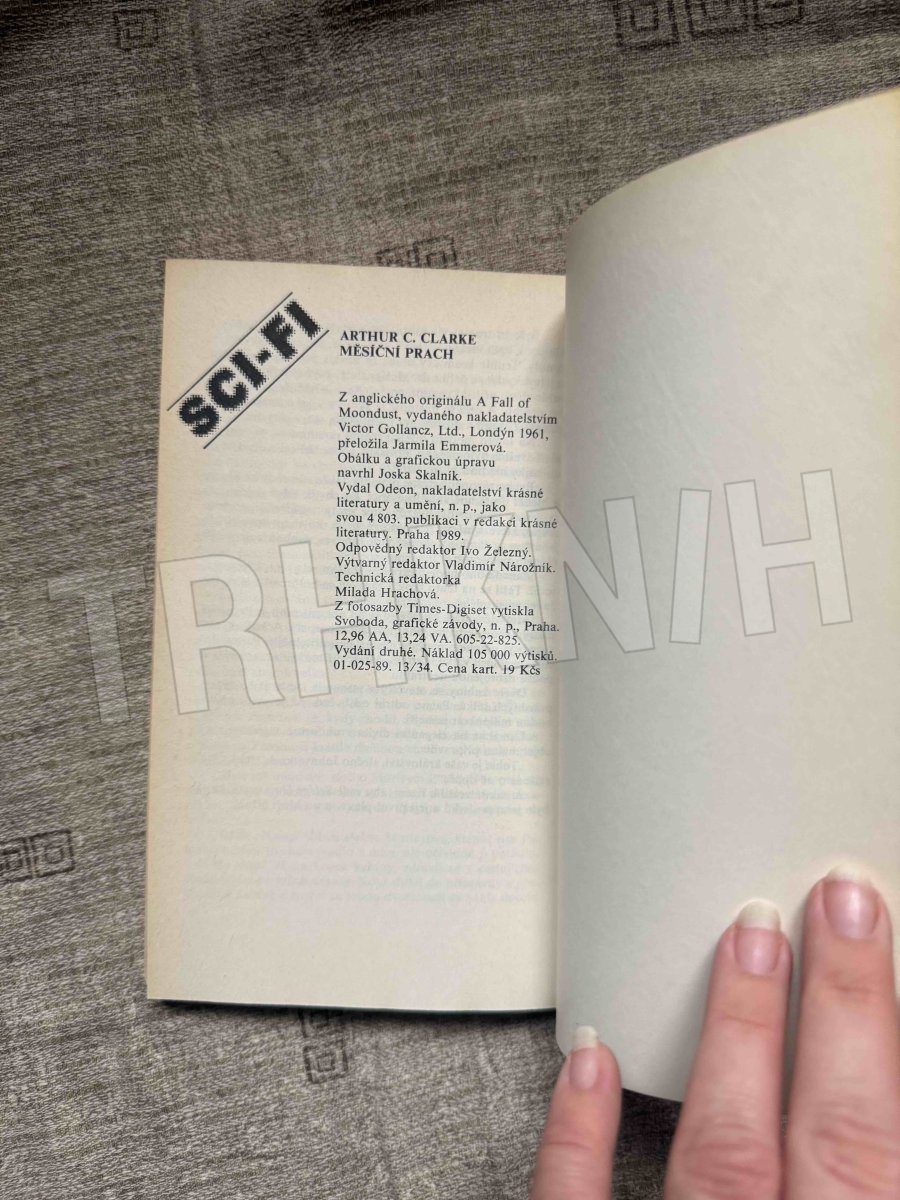 SCI-FI
ARTHUR C. CLARKE
MĚSÍČNÍ PRACH
Z anglického originálu A Fall of
Moondust, vydaného nakladatelstvím
Victor Gollancz, Ltd., Londýn 1961,
přeložila Jarmila Emmerová.
Obálku a grafickou úpravu
navrhl Joska Skalník.
Vydal Odeon, nakladatelství krásné
literatury a umění, n. p., jako
svou 4 803. publikaci v redakci krásné
literatury. Praha 1989.
Odpovědný redaktor Ivo Železný.
Výtvarný redaktor Vladimír Nárožník.
Technická redaktorka
Milada Hrachová.
Z fotosazby Times-Digiset vytiskla
Svoboda, grafické závody, n. p., Praha.
12,96 AA, 13,24 VA. 605-22-825.
Vydání druhé. Náklad 105 000 výtisků.
01-025-89. 13/34. Cena kart. 19 Kčs
TRHKNIH